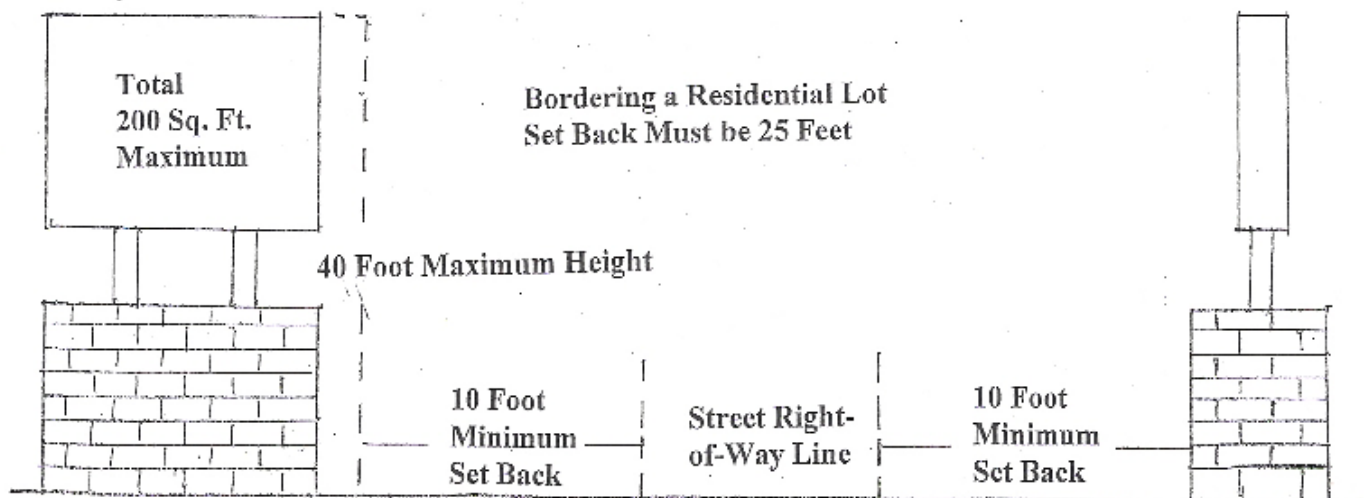 Total
200 Sq. Ft.
Maximum
Bordering a Residential Lot
Set Back Must be 25 Feet
40 Foot Maximum Height
10 Foot
Minimum
Set Back
Street Right-
of-Way Line
10 Foot
Minimum
Set Back